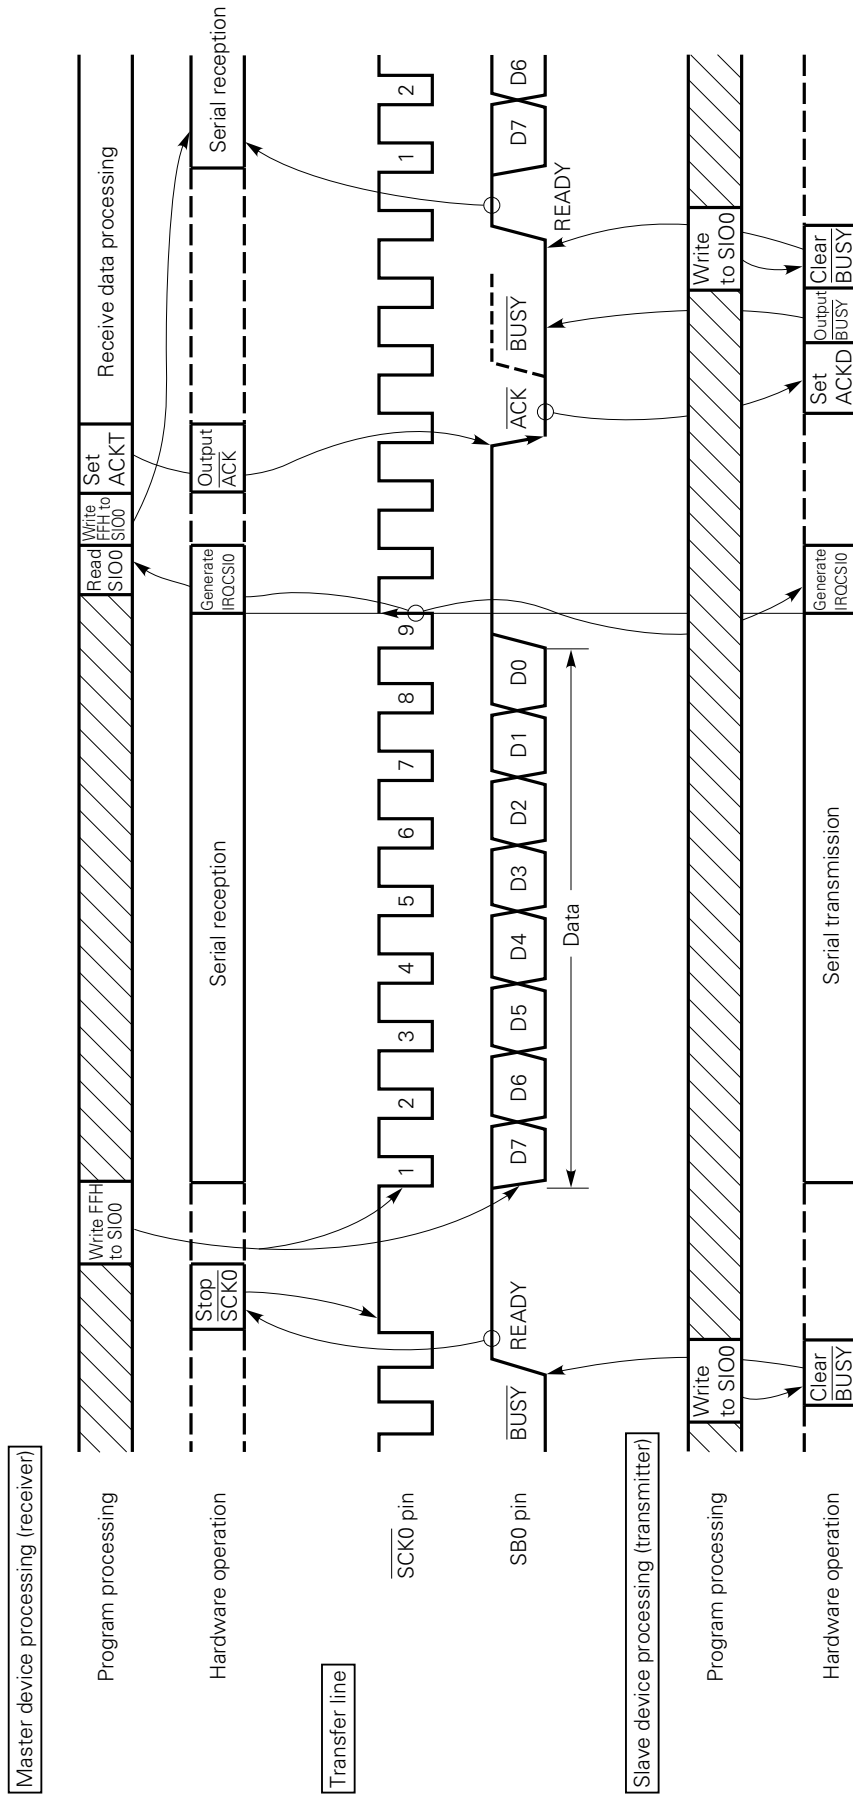 Master device processing (receiver)
Program processing
Write FFH
to SIO0
Read
SIO0
Write
FFH to
SIO0
Set
ACKT
Receive data processing
Hardware operation
Stop
SCK0
Serial reception
Generate
IRQCSI0
Output
ACK
Serial reception
Transfer line
SCK0 pin
1 2 3 4 5 6 7 8 9 1 2
SB0 pin
BUSY READY D7 D6 D5 D4 D3 D2 D1 D0 ACK BUSY READY D7 D6
Data
Slave device processing (transmitter)
Program processing
Write
to SIO0
Write
to SIO0
Hardware operation
Clear
BUSY
Serial transmission
Generate
IRQCSI0
Set
ACKD
Output
BUSY
Clear
BUSY